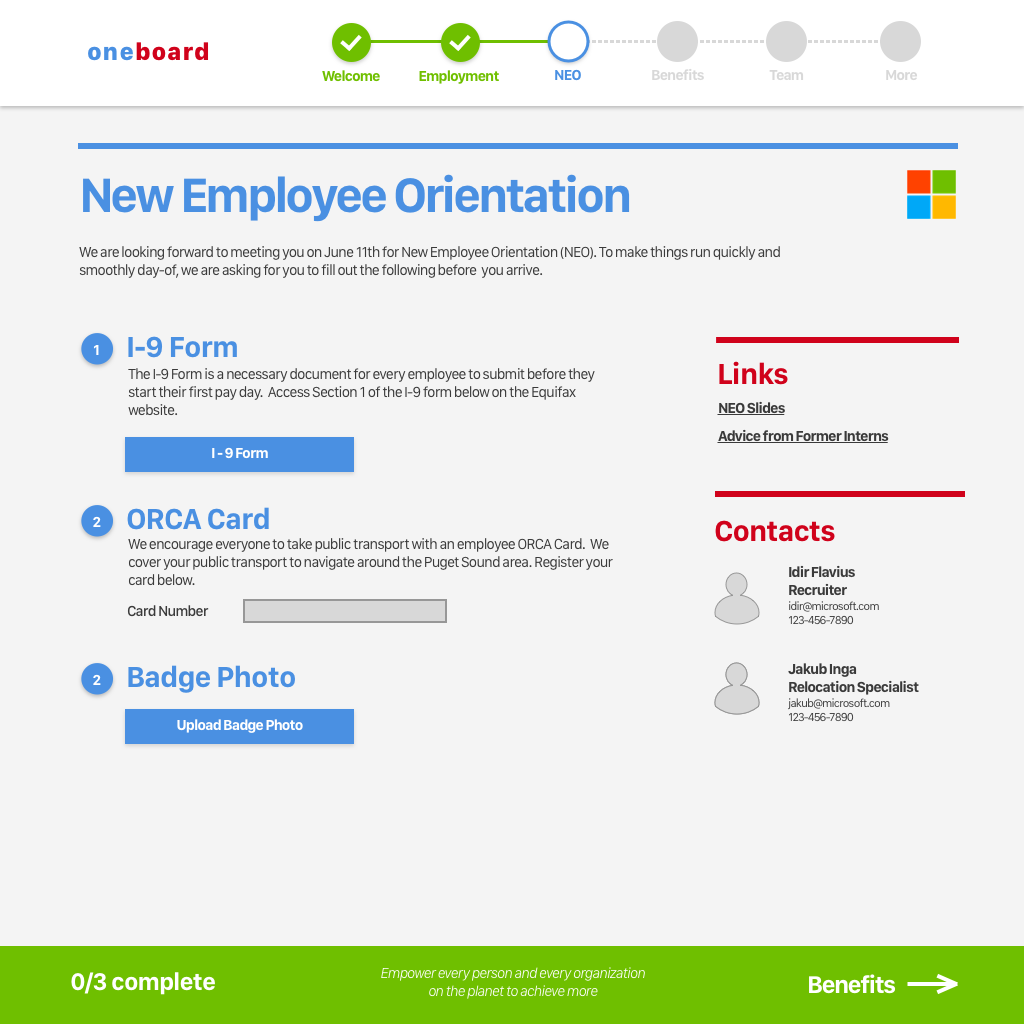 oneboard
Welcome
Employment
NEO
Benefits
Team
More
New Employee Orientation
We are looking forward to meeting you on June 11th for New Employee Orientation (NEO). To make things run quickly and
smoothly day-of, we are asking for you to fill out the following before  you arrive.
1
I-9 Form
The I-9 Form is a necessary document for every employee to submit before they
start their first pay day.  Access Section 1 of the I-9 form below on the Equifax
website.
I - 9 Form
2
ORCA Card
We encourage everyone to take public transport with an employee ORCA Card.  We
cover your public transport to navigate around the Puget Sound area. Register your
card below.
Card Number
2
Badge Photo
Upload Badge Photo
Links
NEO Slides
Advice from Former Interns
Contacts
Idir Flavius
Recruiter
idir@microsoft.com
123-456-7890
Jakub Inga
Relocation Specialist
jakub@microsoft.com
123-456-7890
0/3 complete
Empower every person and every organization
on the planet to achieve more
Benefits